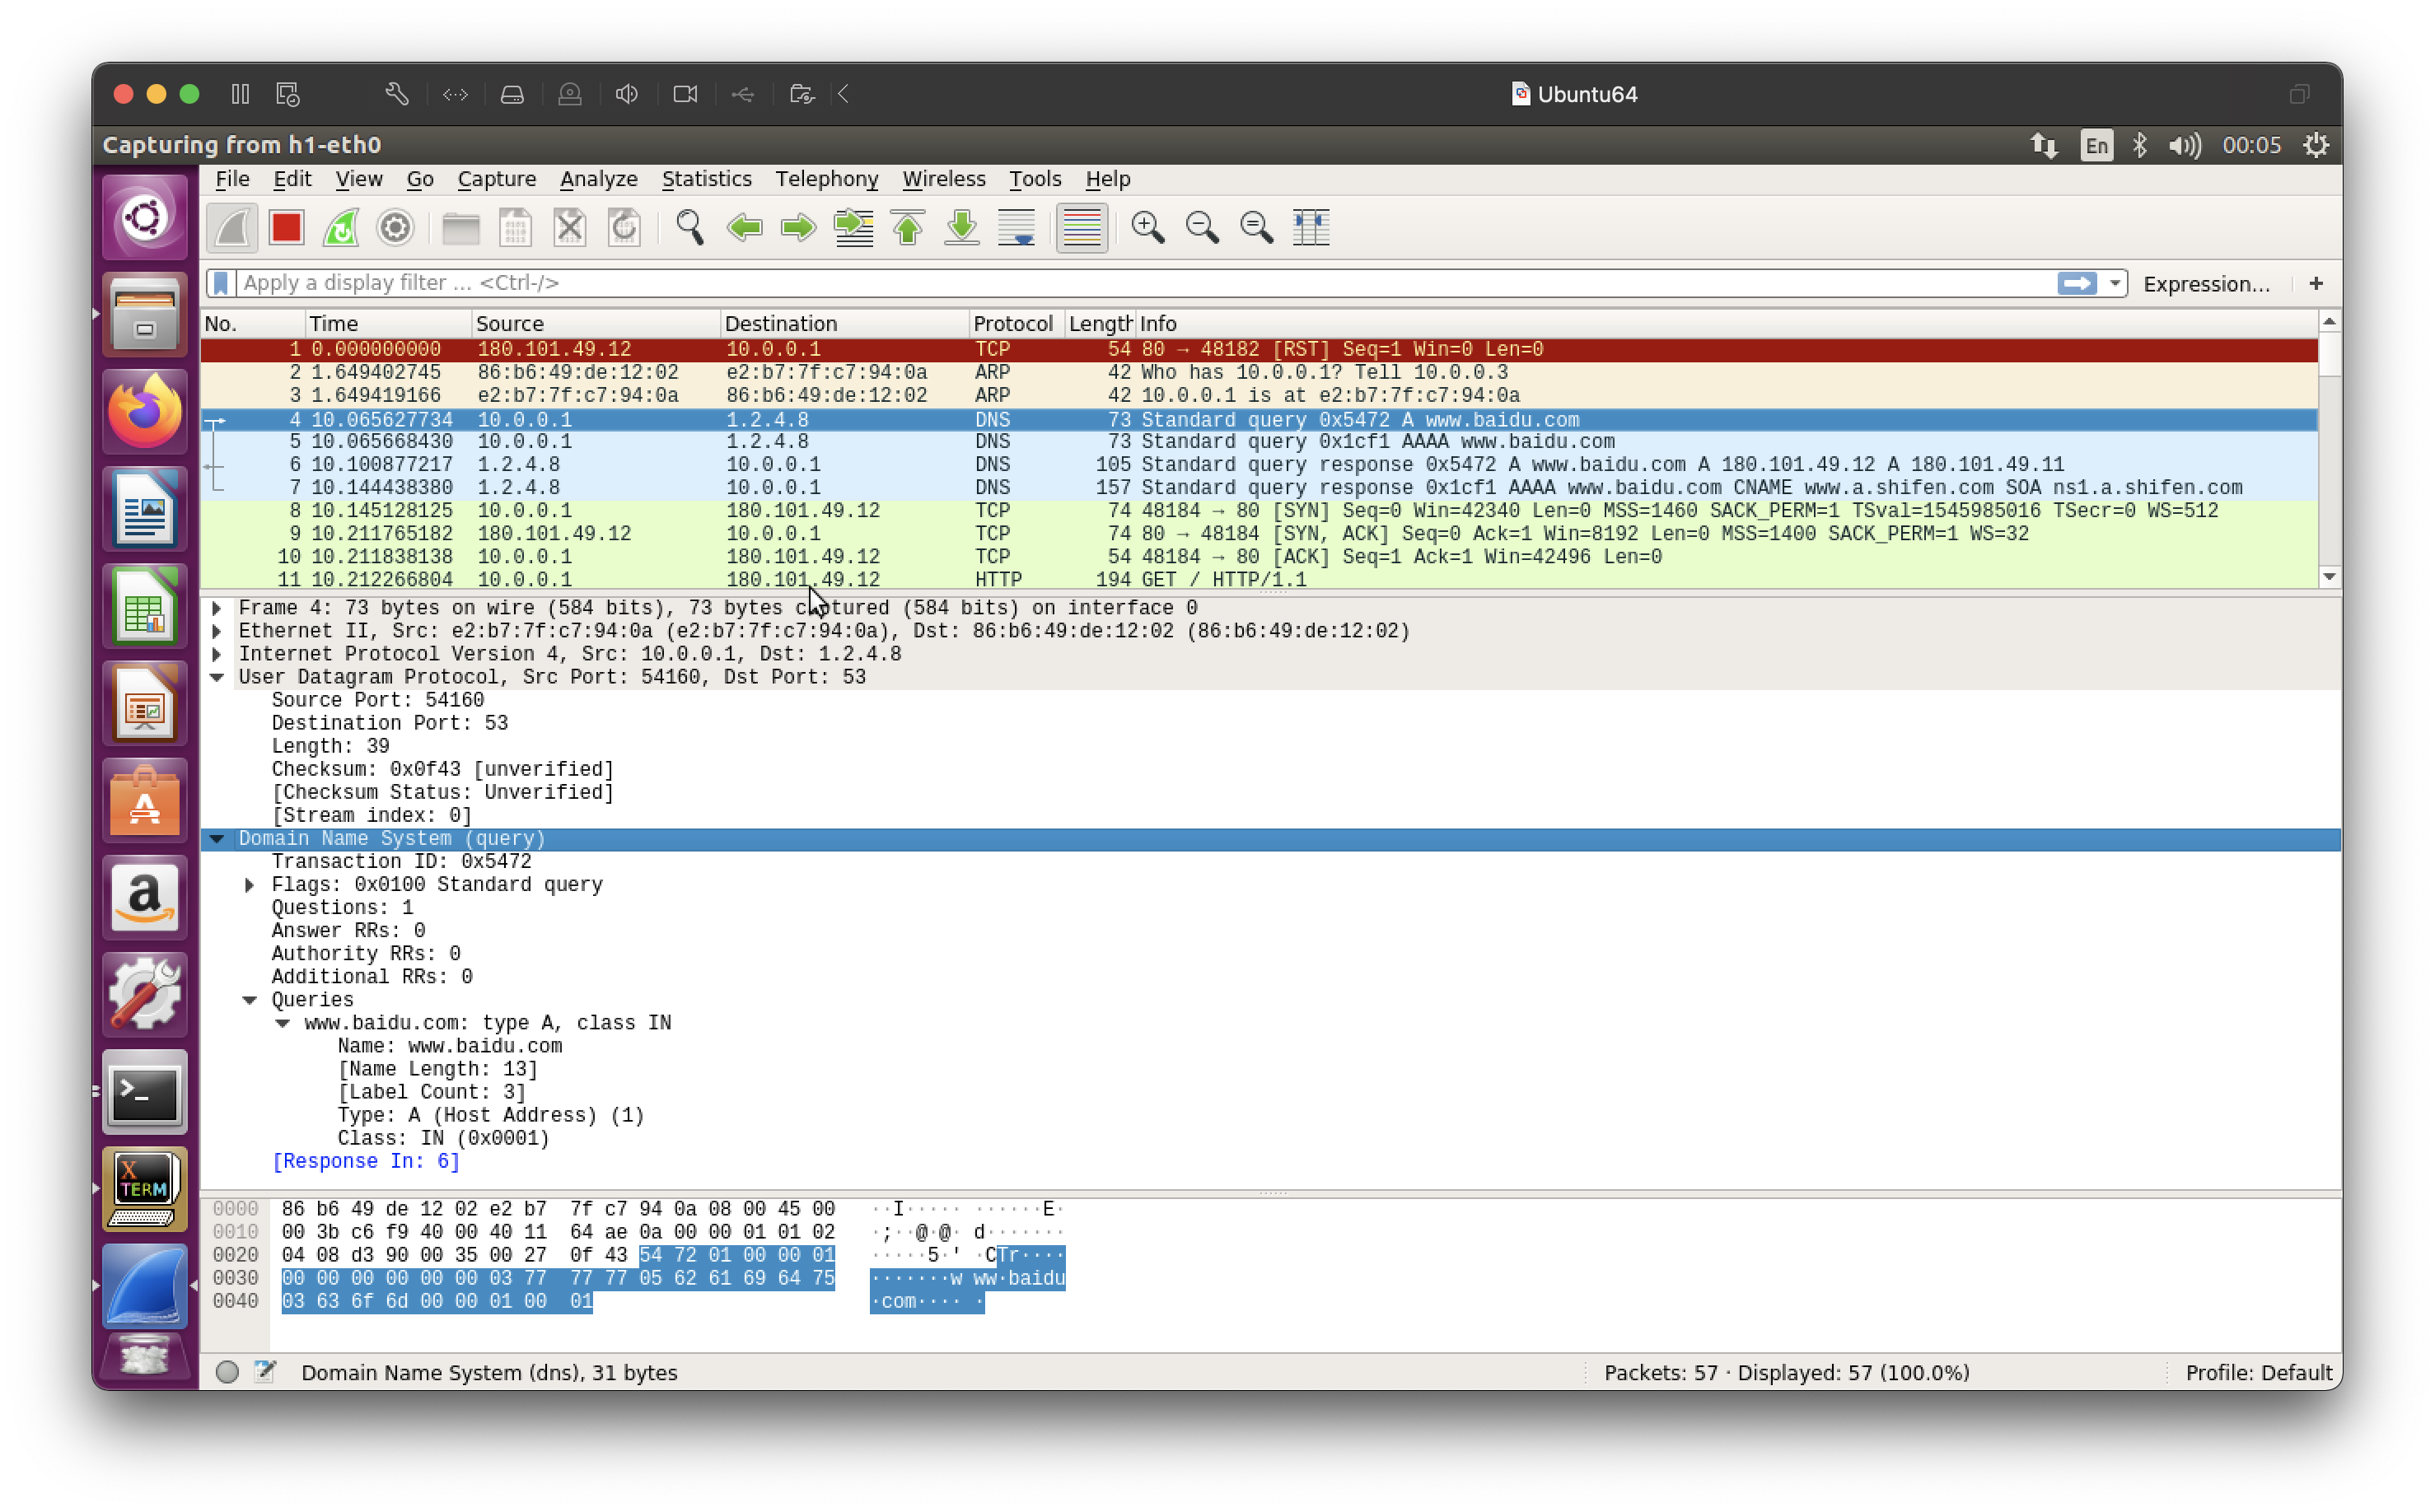 Ubuntu64
Capturing from h1-eth0
En
00:05
File Edit View Go Capture Analyze Statistics Telephony Wireless Tools Help
Apply a display filter ... <Ctrl-/>
Expression...
+
No. Time Source Destination Protocol Length Info
1 0.000000000 180.101.49.12 10.0.0.1 TCP 54 80 → 48182 [RST] Seq=1 Win=0 Len=0
2 1.649402745 86:b6:49:de:12:02 e2:b7:7f:c7:94:0a ARP 42 Who has 10.0.0.1? Tell 10.0.0.3
3 1.649419166 e2:b7:7f:c7:94:0a 86:b6:49:de:12:02 ARP 42 10.0.0.1 is at e2:b7:7f:c7:94:0a
4 10.065627734 10.0.0.1 1.2.4.8 DNS 73 Standard query 0x5472 A www.baidu.com
5 10.065668430 10.0.0.1 1.2.4.8 DNS 73 Standard query 0x1cf1 AAAA www.baidu.com
6 10.100877217 1.2.4.8 10.0.0.1 DNS 105 Standard query response 0x5472 A www.baidu.com A 180.101.49.12 A 180.101.49.11
7 10.144438380 1.2.4.8 10.0.0.1 DNS 157 Standard query response 0x1cf1 AAAA www.baidu.com CNAME www.a.shifen.com SOA ns1.a.shifen.com
8 10.145128125 10.0.0.1 180.101.49.12 TCP 74 48184 → 80 [SYN] Seq=0 Win=42340 Len=0 MSS=1460 SACK_PERM=1 TSval=1545985016 TSecr=0 WS=512
9 10.211765182 180.101.49.12 10.0.0.1 TCP 74 80 → 48184 [SYN, ACK] Seq=0 Ack=1 Win=8192 Len=0 MSS=1400 SACK_PERM=1 WS=32
10 10.211838138 10.0.0.1 180.101.49.12 TCP 54 48184 → 80 [ACK] Seq=1 Ack=1 Win=42496 Len=0
11 10.212266804 10.0.0.1 180.101.49.12 HTTP 194 GET / HTTP/1.1
Frame 4: 73 bytes on wire (584 bits), 73 bytes captured (584 bits) on interface 0
Ethernet II, Src: e2:b7:7f:c7:94:0a (e2:b7:7f:c7:94:0a), Dst: 86:b6:49:de:12:02 (86:b6:49:de:12:02)
Internet Protocol Version 4, Src: 10.0.0.1, Dst: 1.2.4.8
User Datagram Protocol, Src Port: 54160, Dst Port: 53
Source Port: 54160
Destination Port: 53
Length: 39
Checksum: 0x0f43 [unverified]
[Checksum Status: Unverified]
[Stream index: 0]
Domain Name System (query)
Transaction ID: 0x5472
Flags: 0x0100 Standard query
Questions: 1
Answer RRs: 0
Authority RRs: 0
Additional RRs: 0
Queries
www.baidu.com: type A, class IN
Name: www.baidu.com
[Name Length: 13]
[Label Count: 3]
Type: A (Host Address) (1)
Class: IN (0x0001)
[Response In: 6]
X
TERM
0000 86 b6 49 de 12 02 e2 b7 7f c7 94 0a 08 00 45 00 ··I····· ······E·
0010 00 3b c6 f9 40 00 40 11 64 ae 0a 00 00 01 01 02 ·;··@·@· d·······
0020 04 08 d3 90 00 35 00 27 0f 43 54 72 01 00 00 01 ·····5·' ·CTr····
0030 00 00 00 00 00 00 03 77 77 77 05 62 61 69 64 75 ·······w ww·baidu
0040 03 63 6f 6d 00 00 01 00 01 ·com···· ·
Domain Name System (dns), 31 bytes
Packets: 57 · Displayed: 57 (100.0%)
Profile: Default